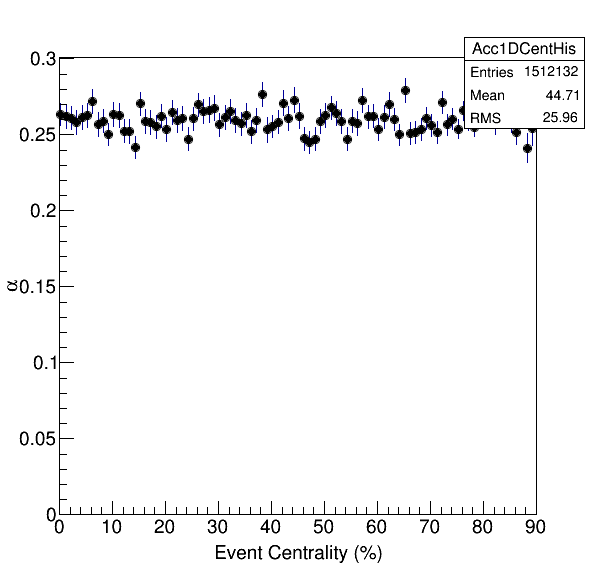 Acc1DCentHis
Entries 1512132
Mean 44.71
RMS 25.96
0.3
0.25
0.2
0.15
0.1
0.05
0
α
0 10 20 30 40 50 60 70 80 90
Event Centrality (%)